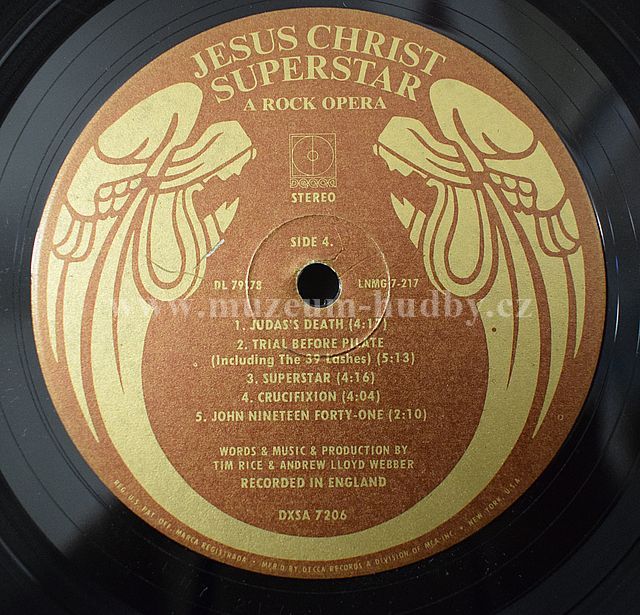 JESUS CHRIST
SUPERSTAR
A ROCK OPERA
DECCA
STEREO
SIDE 4.
DL 79178 LNMG 7-217
www.muzeum-hudby.cz
1. JUDAS'S DEATH (4:17)
2. TRIAL BEFORE PILATE
(Including The 39 Lashes) (5:13)
3. SUPERSTAR (4:16)
4. CRUCIFIXION (4:04)
5. JOHN NINETEEN FORTY-ONE (2:10)
WORDS & MUSIC & PRODUCTION BY
TIM RICE & ANDREW LLOYD WEBBER
RECORDED IN ENGLAND
DXSA 7206
REG. U.S. PAT. OFF. MARCA REGISTRADA • MFR'D BY DECCA RECORDS A DIVISION OF MCA INC. • NEW YORK, U.S.A.